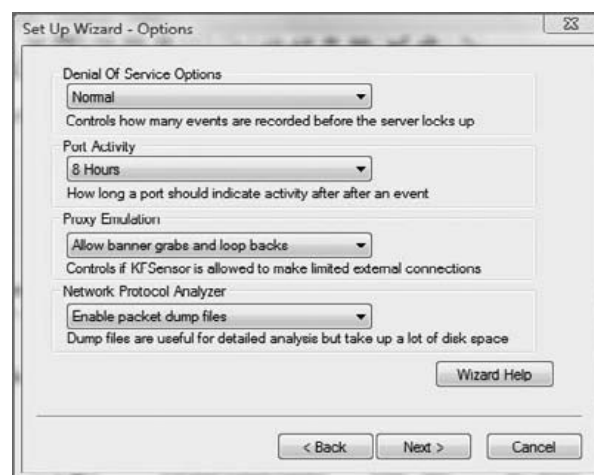 Set Up Wizard - Options
Denial Of Service Options
Normal
Controls how many events are recorded before the server locks up
Port Activity
8 Hours
How long a port should indicate activity after after an event
Proxy Emulation
Allow banner grabs and loop backs
Controls if KFSensor is allowed to make limited external connections
Network Protocol Analyzer
Enable packet dump files
Dump files are useful for detailed analysis but take up a lot of disk space
Wizard Help
< Back
Next >
Cancel